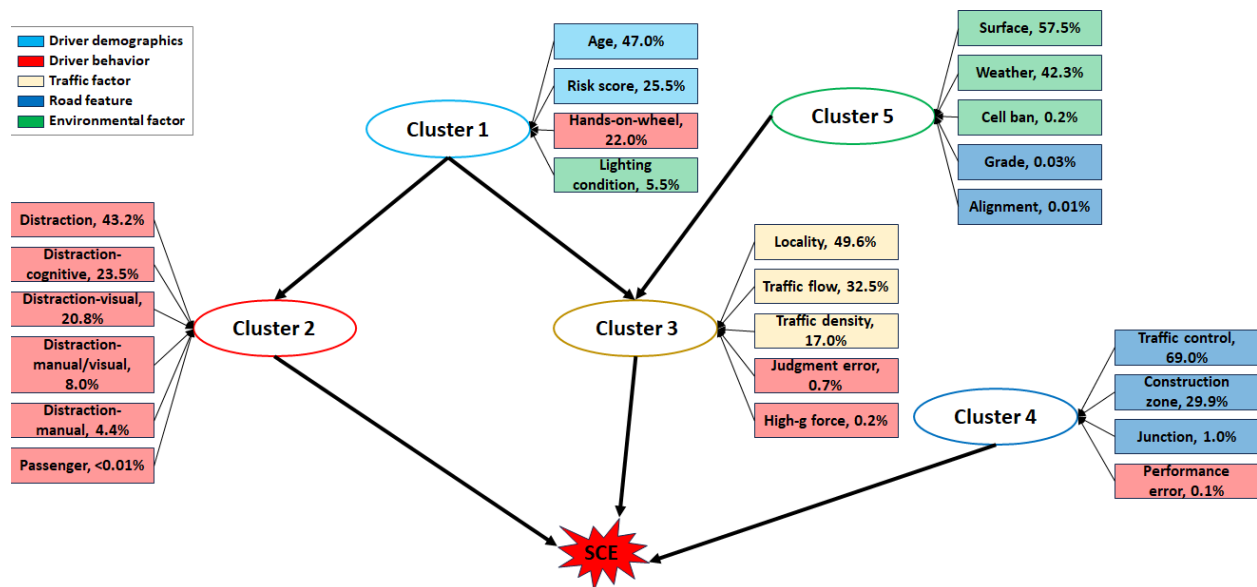 Driver demographics
Driver behavior
Traffic factor
Road feature
Environmental factor
Cluster 1
Age, 47.0%
Risk score, 25.5%
Hands-on-wheel,
22.0%
Lighting
condition, 5.5%
Cluster 5
Surface, 57.5%
Weather, 42.3%
Cell ban, 0.2%
Grade, 0.03%
Alignment, 0.01%
Distraction, 43.2%
Distraction-
cognitive, 23.5%
Distraction-visual,
20.8%
Distraction-
manual/visual,
8.0%
Distraction-
manual, 4.4%
Passenger, <0.01%
Cluster 2
Cluster 3
Locality, 49.6%
Traffic flow, 32.5%
Traffic density,
17.0%
Judgment error,
0.7%
High-g force, 0.2%
Cluster 4
Traffic control,
69.0%
Construction
zone, 29.9%
Junction, 1.0%
Performance
error, 0.1%
SCE